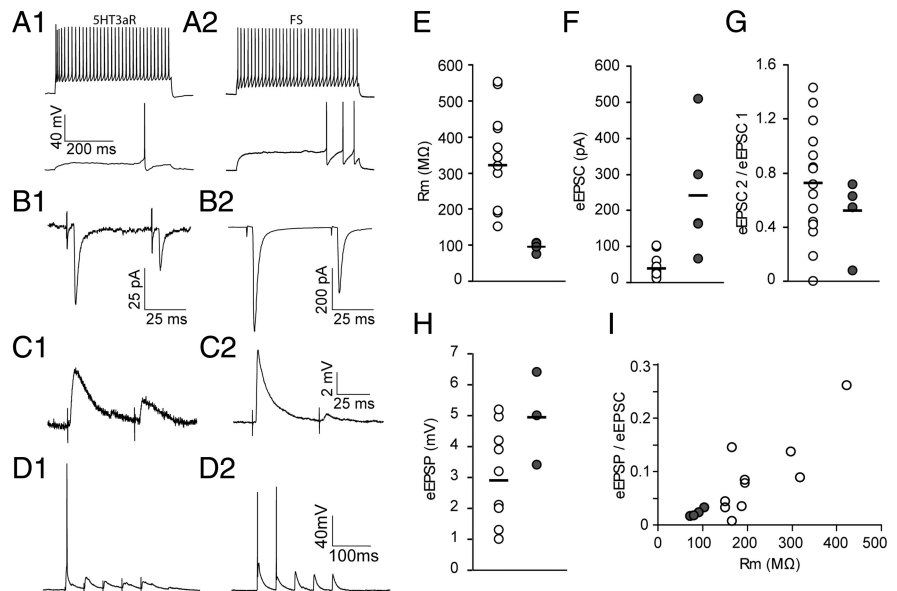 A1
5HT3aR
A2
FS
40 mV
200 ms
B1
B2
25 pA
25 ms
200 pA
25 ms
C1
C2
2 mV
25 ms
D1
D2
40mV
100ms
E
600
500
400
300
200
100
0
Rm (MΩ)
F
600
500
400
300
200
100
0
eEPSC (pA)
G
1.6
1.2
0.8
0.4
0
eEPSC 2 / eEPSC 1
H
7
6
5
4
3
2
1
0
eEPSP (mV)
I
0.3
0.2
0.1
0
eEPSP / eEPSC
0 100 200 300 400 500
Rm (MΩ)